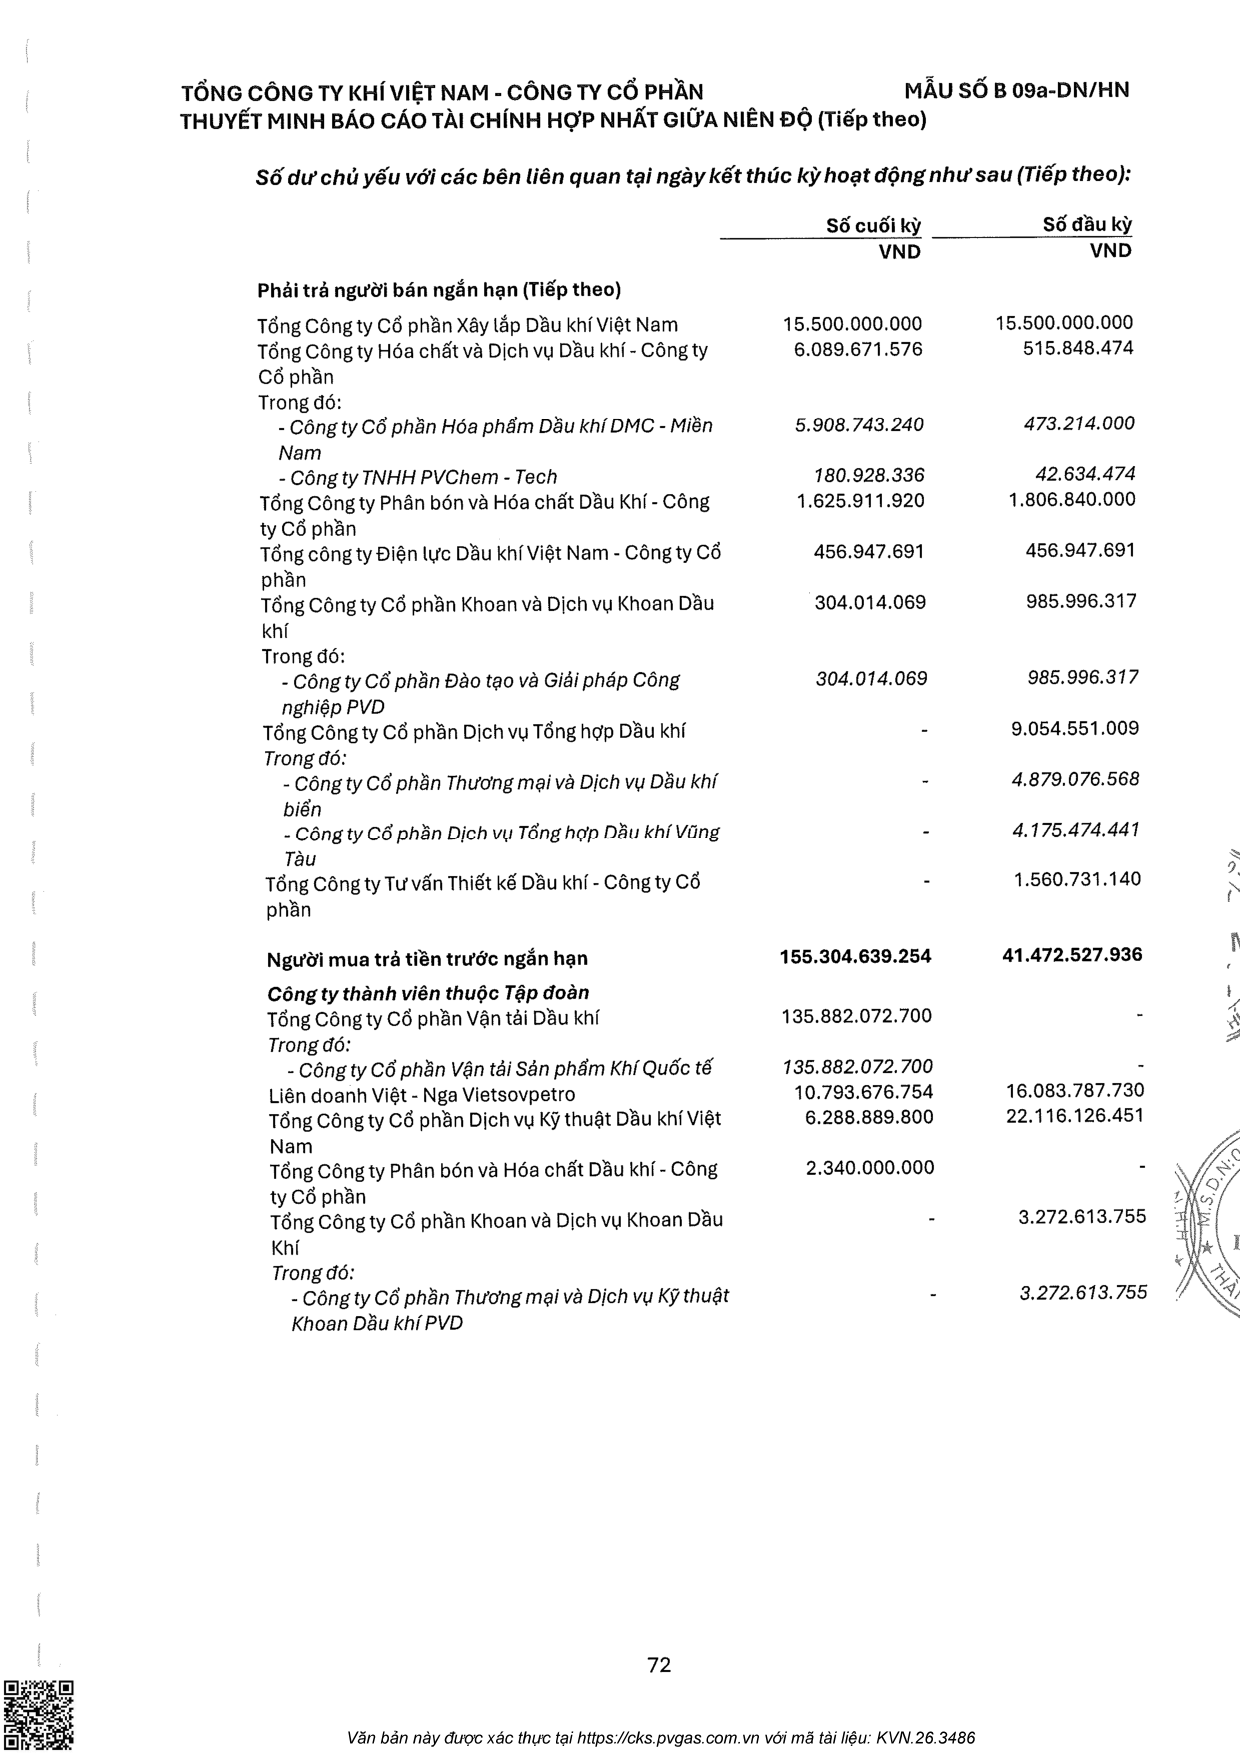 TỔNG CÔNG TY KHÍ VIỆT NAM - CÔNG TY CỔ PHẦN MẪU SỐ B 09a-DN/HN
THUYẾT MINH BÁO CÁO TÀI CHÍNH HỢP NHẤT GIỮA NIÊN ĐỘ (Tiếp theo)
Số dư chủ yếu với các bên liên quan tại ngày kết thúc kỳ hoạt động như sau (Tiếp theo):
Số cuối kỳ Số đầu kỳ
VND VND
Phải trả người bán ngắn hạn (Tiếp theo)
Tổng Công ty Cổ phần Xây lắp Dầu khí Việt Nam 15.500.000.000 15.500.000.000
Tổng Công ty Hóa chất và Dịch vụ Dầu khí - Công ty 6.089.671.576 515.848.474
Cổ phần
Trong đó:
- Công ty Cổ phần Hóa phẩm Dầu khí DMC - Miền 5.908.743.240 473.214.000
Nam
- Công ty TNHH PVChem - Tech 180.928.336 42.634.474
Tổng Công ty Phân bón và Hóa chất Dầu Khí - Công 1.625.911.920 1.806.840.000
ty Cổ phần
Tổng công ty Điện lực Dầu khí Việt Nam - Công ty Cổ 456.947.691 456.947.691
phần
Tổng Công ty Cổ phần Khoan và Dịch vụ Khoan Dầu 304.014.069 985.996.317
khí
Trong đó:
- Công ty Cổ phần Đào tạo và Giải pháp Công 304.014.069 985.996.317
nghiệp PVD
Tổng Công ty Cổ phần Dịch vụ Tổng hợp Dầu khí - 9.054.551.009
Trong đó:
- Công ty Cổ phần Thương mại và Dịch vụ Dầu khí - 4.879.076.568
biển
- Công ty Cổ phần Dịch vụ Tổng hợp Dầu khí Vũng - 4.175.474.441
Tàu
Tổng Công ty Tư vấn Thiết kế Dầu khí - Công ty Cổ - 1.560.731.140
phần
Người mua trả tiền trước ngắn hạn 155.304.639.254 41.472.527.936
Công ty thành viên thuộc Tập đoàn
Tổng Công ty Cổ phần Vận tải Dầu khí 135.882.072.700 -
Trong đó:
- Công ty Cổ phần Vận tải Sản phẩm Khí Quốc tế 135.882.072.700 -
Liên doanh Việt - Nga Vietsovpetro 10.793.676.754 16.083.787.730
Tổng Công ty Cổ phần Dịch vụ Kỹ thuật Dầu khí Việt 6.288.889.800 22.116.126.451
Nam
Tổng Công ty Phân bón và Hóa chất Dầu khí - Công 2.340.000.000 -
ty Cổ phần
Tổng Công ty Cổ phần Khoan và Dịch vụ Khoan Dầu - 3.272.613.755
Khí
Trong đó:
- Công ty Cổ phần Thương mại và Dịch vụ Kỹ thuật - 3.272.613.755
Khoan Dầu khí PVD
M.S.D.N:0
72
Văn bản này được xác thực tại https://cks.pvgas.com.vn với mã tài liệu: KVN.26.3486